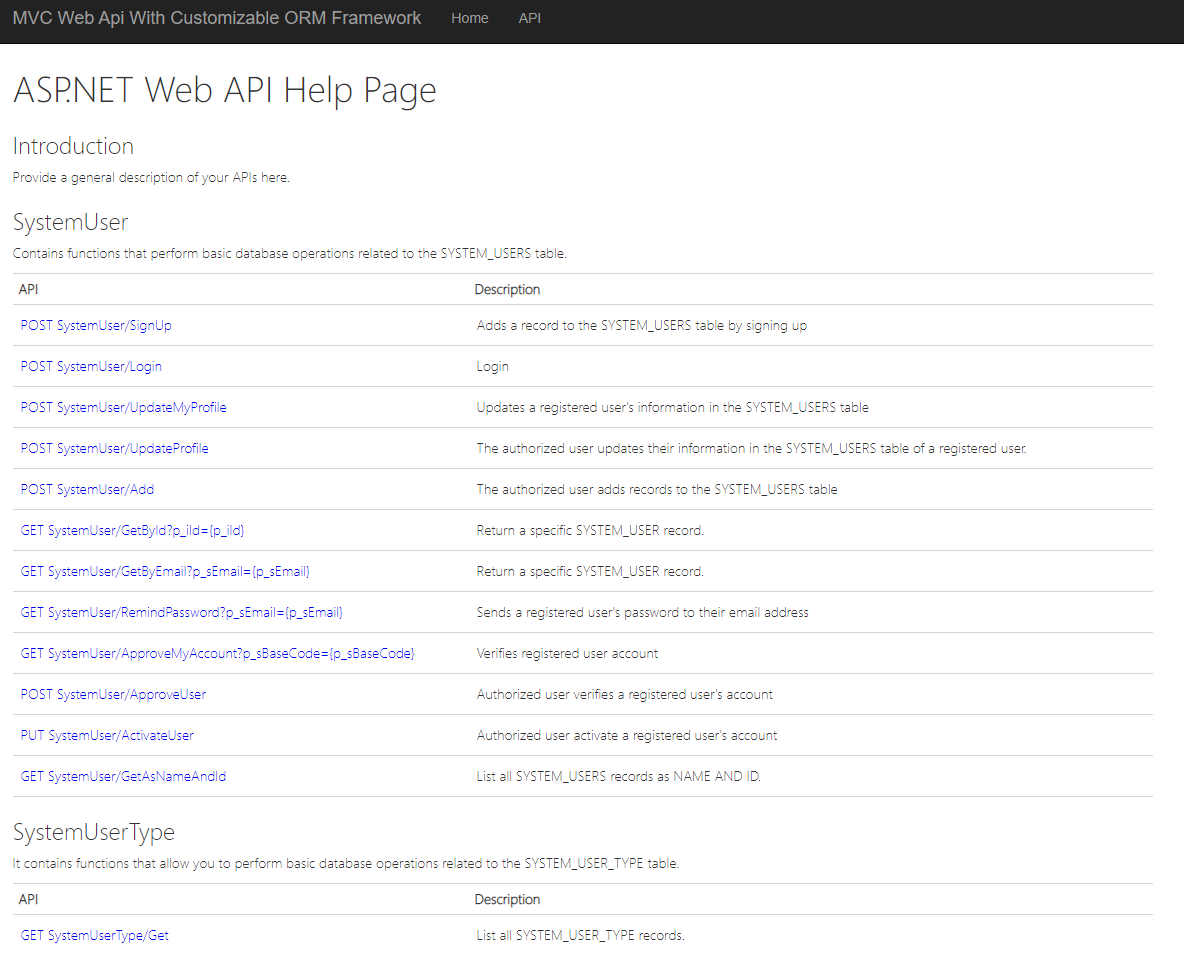 MVC Web Api With Customizable ORM Framework Home API
ASP.NET Web API Help Page
Introduction
Provide a general description of your APIs here.
SystemUser
Contains functions that perform basic database operations related to the SYSTEM_USERS table.
API Description
POST SystemUser/SignUp Adds a record to the SYSTEM_USERS table by signing up
POST SystemUser/Login Login
POST SystemUser/UpdateMyProfile Updates a registered user's information in the SYSTEM_USERS table
POST SystemUser/UpdateProfile The authorized user updates their information in the SYSTEM_USERS table of a registered user.
POST SystemUser/Add The authorized user adds records to the SYSTEM_USERS table
GET SystemUser/GetById?p_iId={p_iId} Return a specific SYSTEM_USER record.
GET SystemUser/GetByEmail?p_sEmail={p_sEmail} Return a specific SYSTEM_USER record.
GET SystemUser/RemindPassword?p_sEmail={p_sEmail} Sends a registered user's password to their email address
GET SystemUser/ApproveMyAccount?p_sBaseCode={p_sBaseCode} Verifies registered user account
POST SystemUser/ApproveUser Authorized user verifies a registered user's account
PUT SystemUser/ActivateUser Authorized user activate a registered user's account
GET SystemUser/GetAsNameAndId List all SYSTEM_USERS records as NAME AND ID.
SystemUserType
It contains functions that allow you to perform basic database operations related to the SYSTEM_USER_TYPE table.
API Description
GET SystemUserType/Get List all SYSTEM_USER_TYPE records.